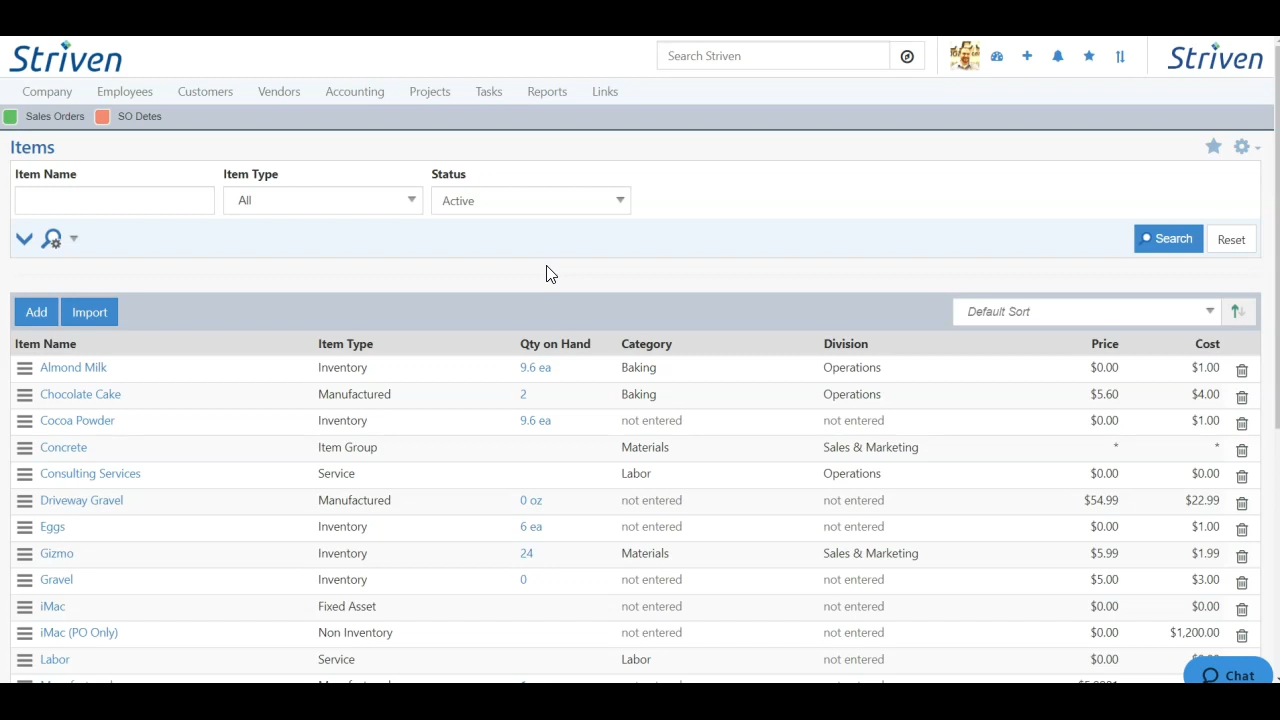 Striven Search Striven Striven
Company Employees Customers Vendors Accounting Projects Tasks Reports Links
Sales Orders SO Detes
Items
Item Name Item Type Status
All Active
Search Reset
Add Import Default Sort
Item Name Item Type Qty on Hand Category Division Price Cost
Almond Milk Inventory 9.6 ea Baking Operations $0.00 $1.00
Chocolate Cake Manufactured 2 Baking Operations $5.60 $4.00
Cocoa Powder Inventory 9.6 ea not entered not entered $0.00 $1.00
Concrete Item Group Materials Sales & Marketing * *
Consulting Services Service Labor Operations $0.00 $0.00
Driveway Gravel Manufactured 0 oz not entered not entered $54.99 $22.99
Eggs Inventory 6 ea not entered not entered $0.00 $1.00
Gizmo Inventory 24 Materials Sales & Marketing $5.99 $1.99
Gravel Inventory 0 not entered not entered $5.00 $3.00
iMac Fixed Asset not entered not entered $0.00 $0.00
iMac (PO Only) Non Inventory not entered not entered $0.00 $1,200.00
Labor Service Labor not entered $0.00
Chat